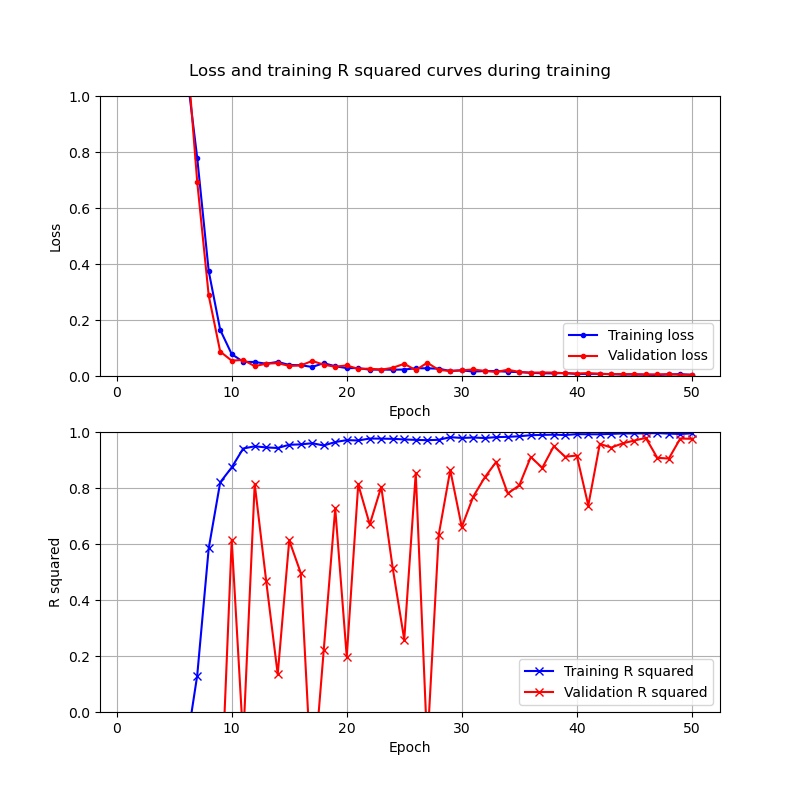 Loss and training R squared curves during training
1.0
0.8
0.6
0.4
0.2
0.0
Loss
Training loss
Validation loss
0 10 20 30 40 50
Epoch
1.0
0.8
0.6
0.4
0.2
0.0
R squared
Training R squared
Validation R squared
0 10 20 30 40 50
Epoch